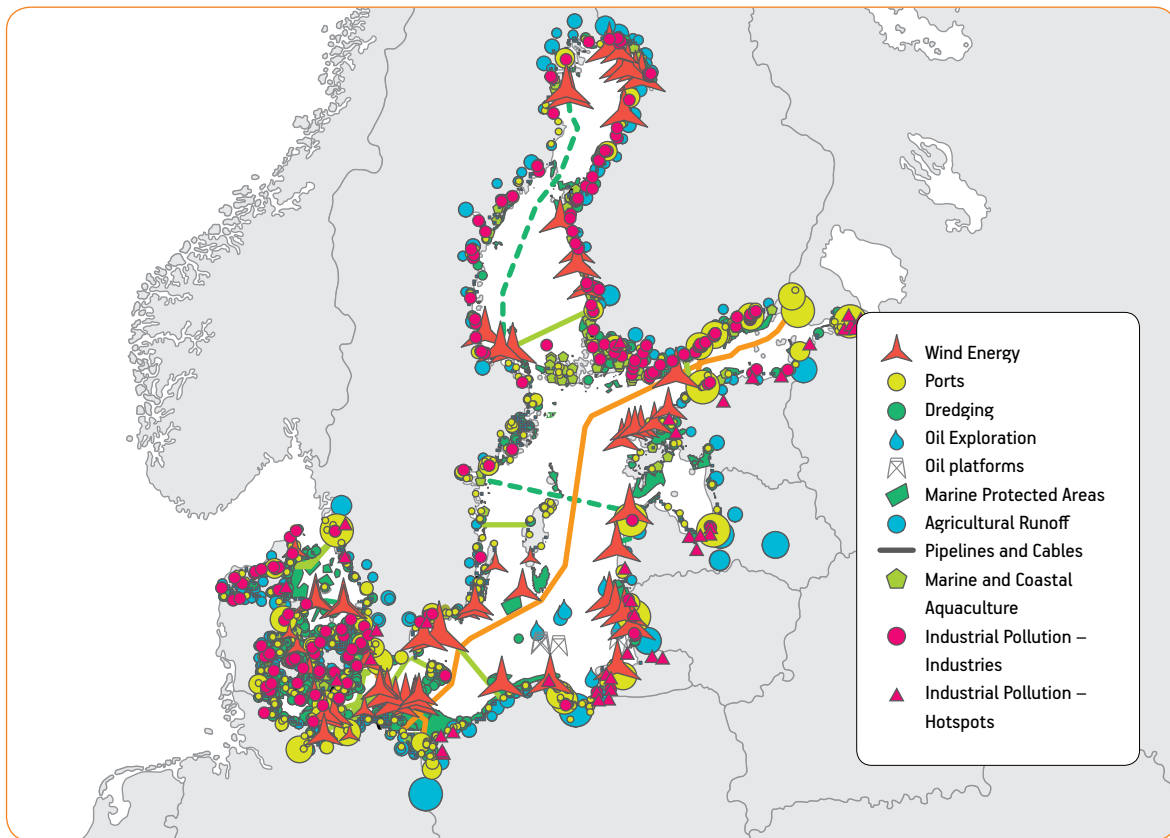 Wind Energy
Ports
Dredging
Oil Exploration
Oil platforms
Marine Protected Areas
Agricultural Runoff
Pipelines and Cables
Marine and Coastal
Aquaculture
Industrial Pollution –
Industries
Industrial Pollution –
Hotspots